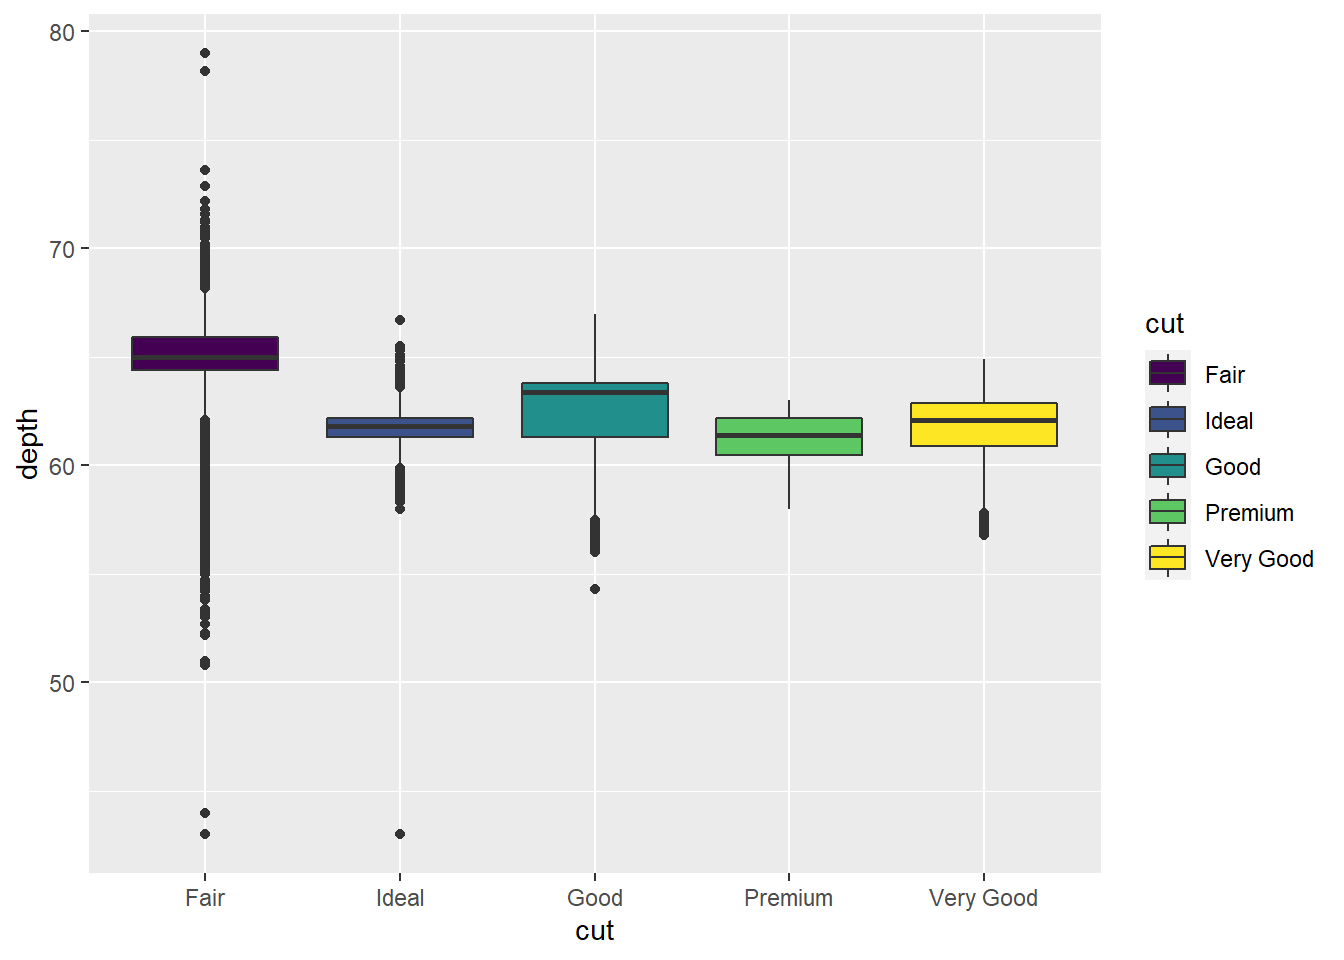 80
70
60
50
depth
Fair Ideal Good Premium Very Good
cut
cut
Fair
Ideal
Good
Premium
Very Good